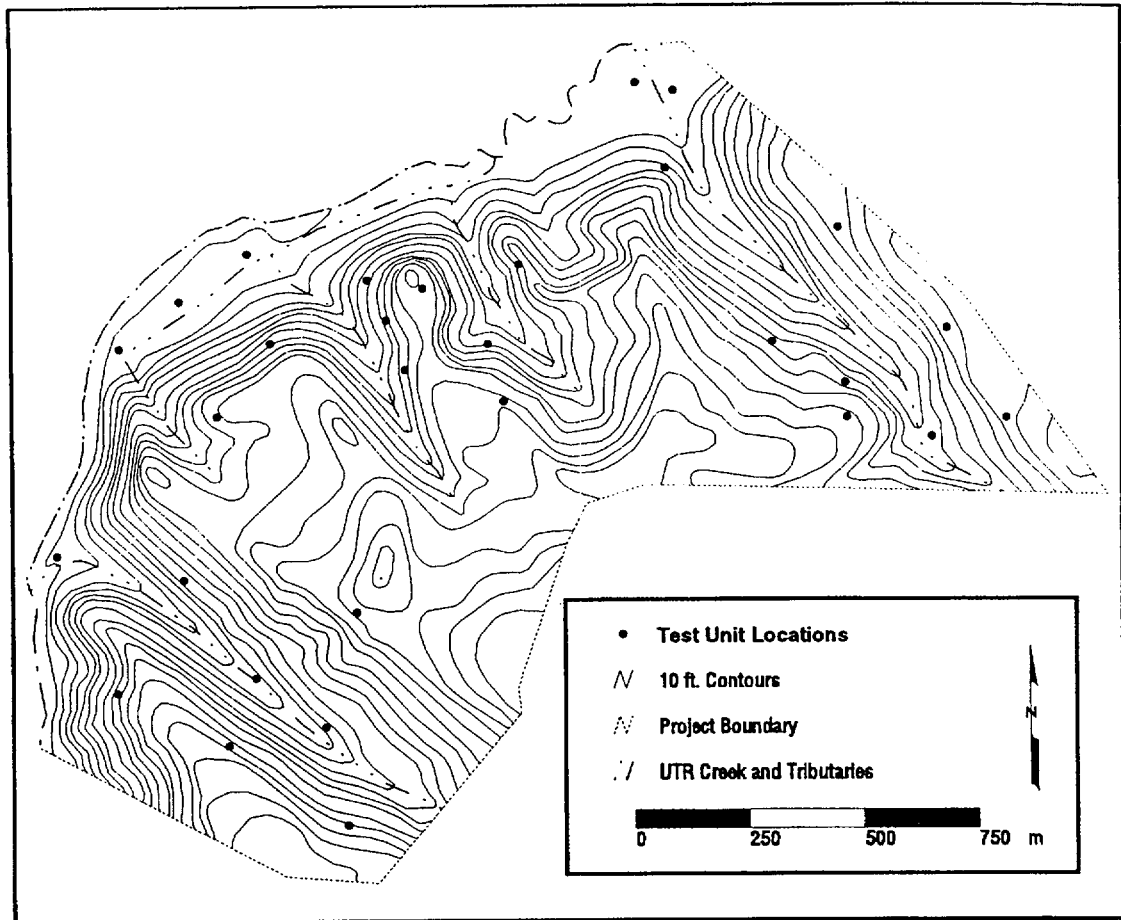 Test Unit Locations
10 ft. Contours
Project Boundary
UTR Creek and Tributaries
N
0 250 500 750 m